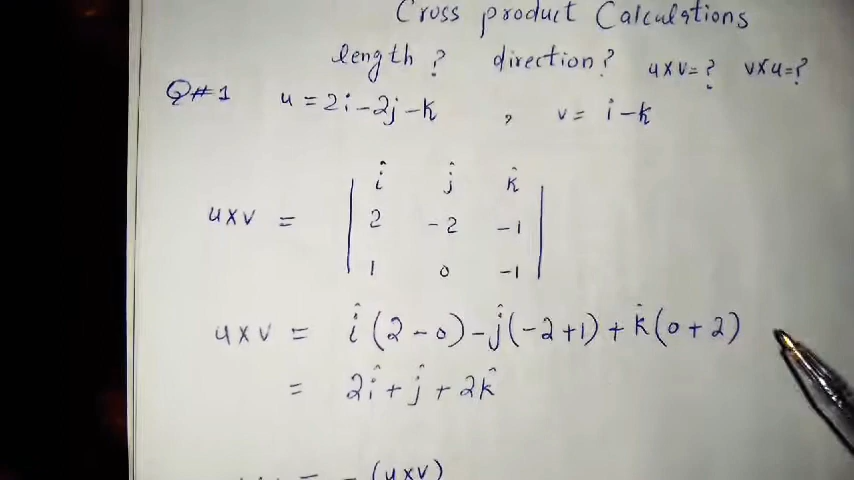 Cross product Calculations
length ? direction? u×v=? v×u=?
Q#1 u = 2i-2j-k , v = i-k
î ĵ k̂
u×v = 2 -2 -1
1 0 -1
u×v = î(2-0)-ĵ(-2+1)+k̂(0+2)
= 2î+ĵ+2k̂
= -(u×v)